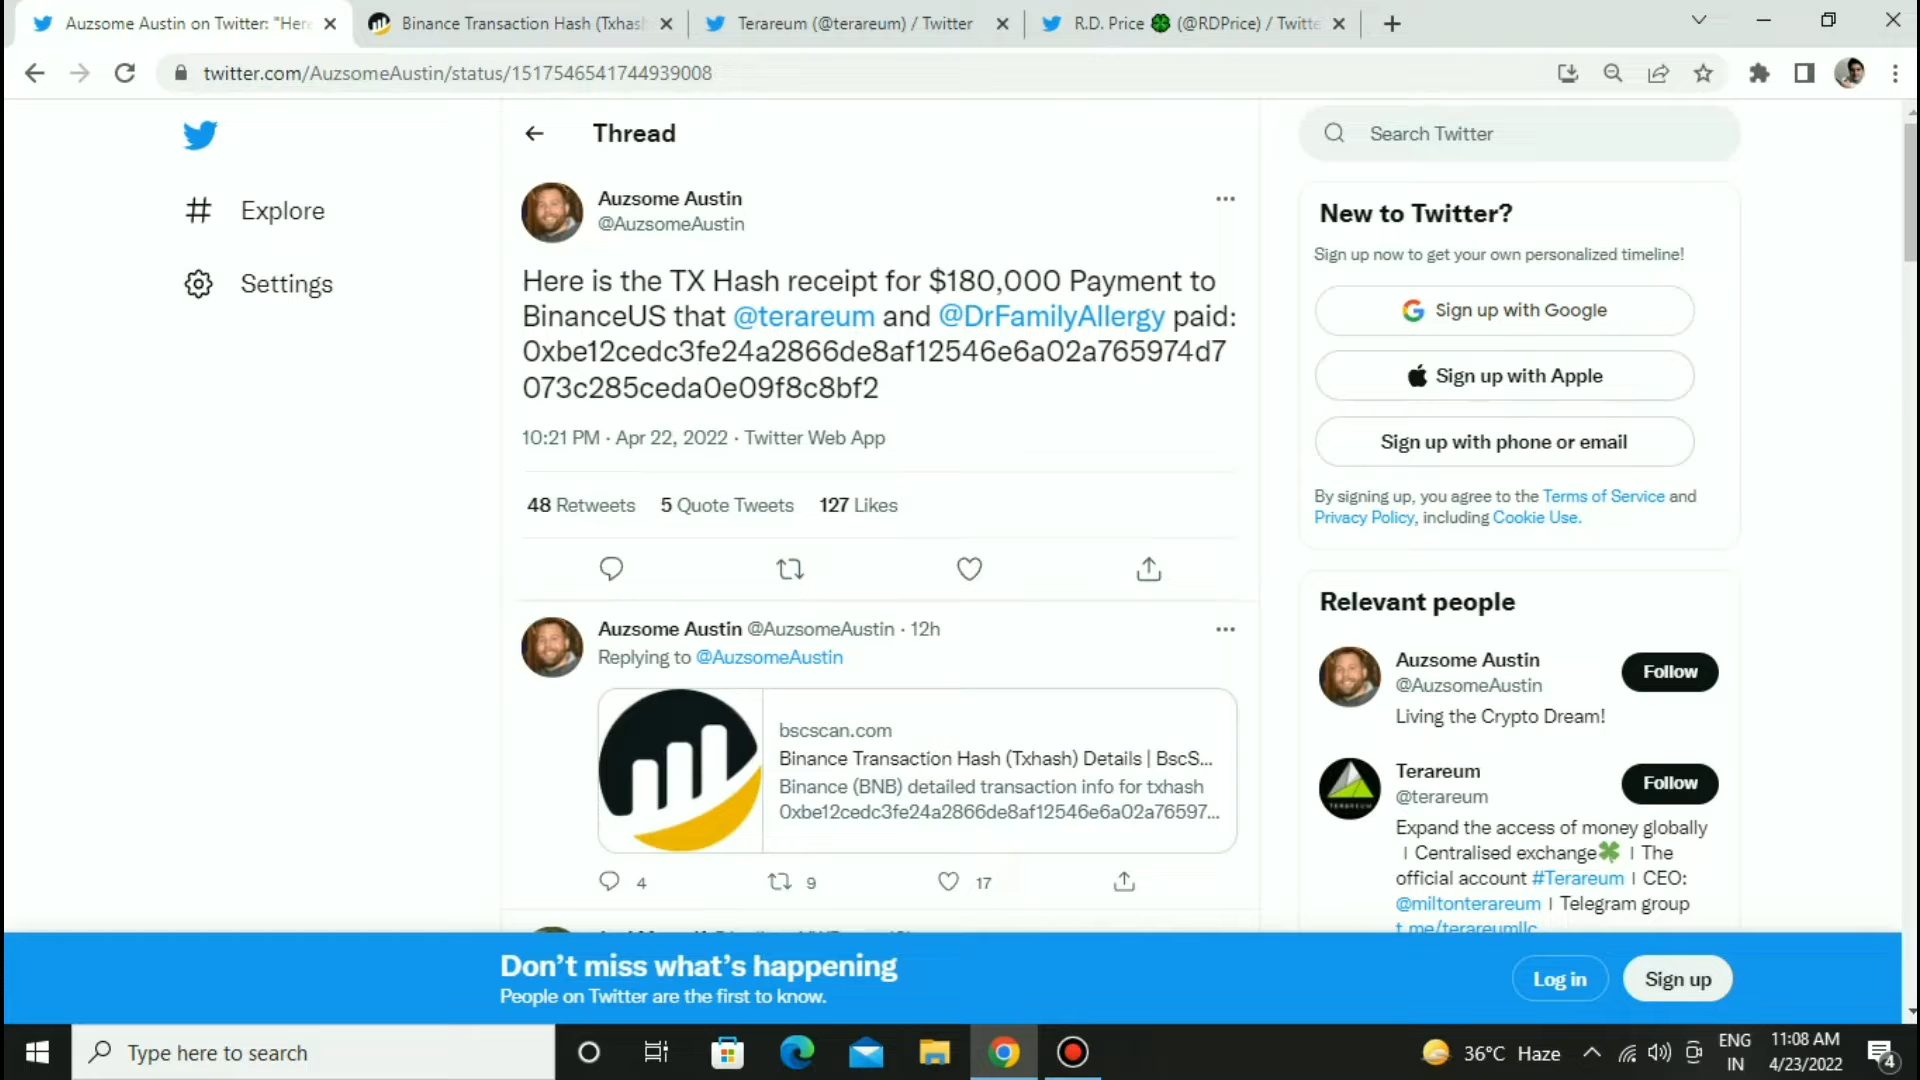 Auzsome Austin on Twitter: "Here
Binance Transaction Hash (Txhas
Terareum (@terareum) / Twitter
R.D. Price 🍀 (@RDPrice) / Twitte
twitter.com/AuzsomeAustin/status/1517546541744939008
Explore
Settings
Thread
Auzsome Austin
@AuzsomeAustin
Here is the TX Hash receipt for $180,000 Payment to
BinanceUS that @terareum and @DrFamilyAllergy paid:
0xbe12cedc3fe24a2866de8af12546e6a02a765974d7
073c285ceda0e09f8c8bf2
10:21 PM · Apr 22, 2022 · Twitter Web App
48 Retweets 5 Quote Tweets 127 Likes
Auzsome Austin @AuzsomeAustin · 12h
Replying to @AuzsomeAustin
bscscan.com
Binance Transaction Hash (Txhash) Details | BscS...
Binance (BNB) detailed transaction info for txhash
0xbe12cedc3fe24a2866de8af12546e6a02a76597...
4 9 17
Search Twitter
New to Twitter?
Sign up now to get your own personalized timeline!
Sign up with Google
Sign up with Apple
Sign up with phone or email
By signing up, you agree to the Terms of Service and
Privacy Policy, including Cookie Use.
Relevant people
Auzsome Austin
@AuzsomeAustin
Follow
Living the Crypto Dream!
Terareum
@terareum
Follow
TERAREUM
Expand the access of money globally
| Centralised exchange🍀 | The
official account #Terareum | CEO:
@miltonterareum | Telegram group
t.me/terareumllc
Don't miss what's happening
People on Twitter are the first to know.
Log in
Sign up
Type here to search
36°C Haze
ENG
IN
11:08 AM
4/23/2022
4